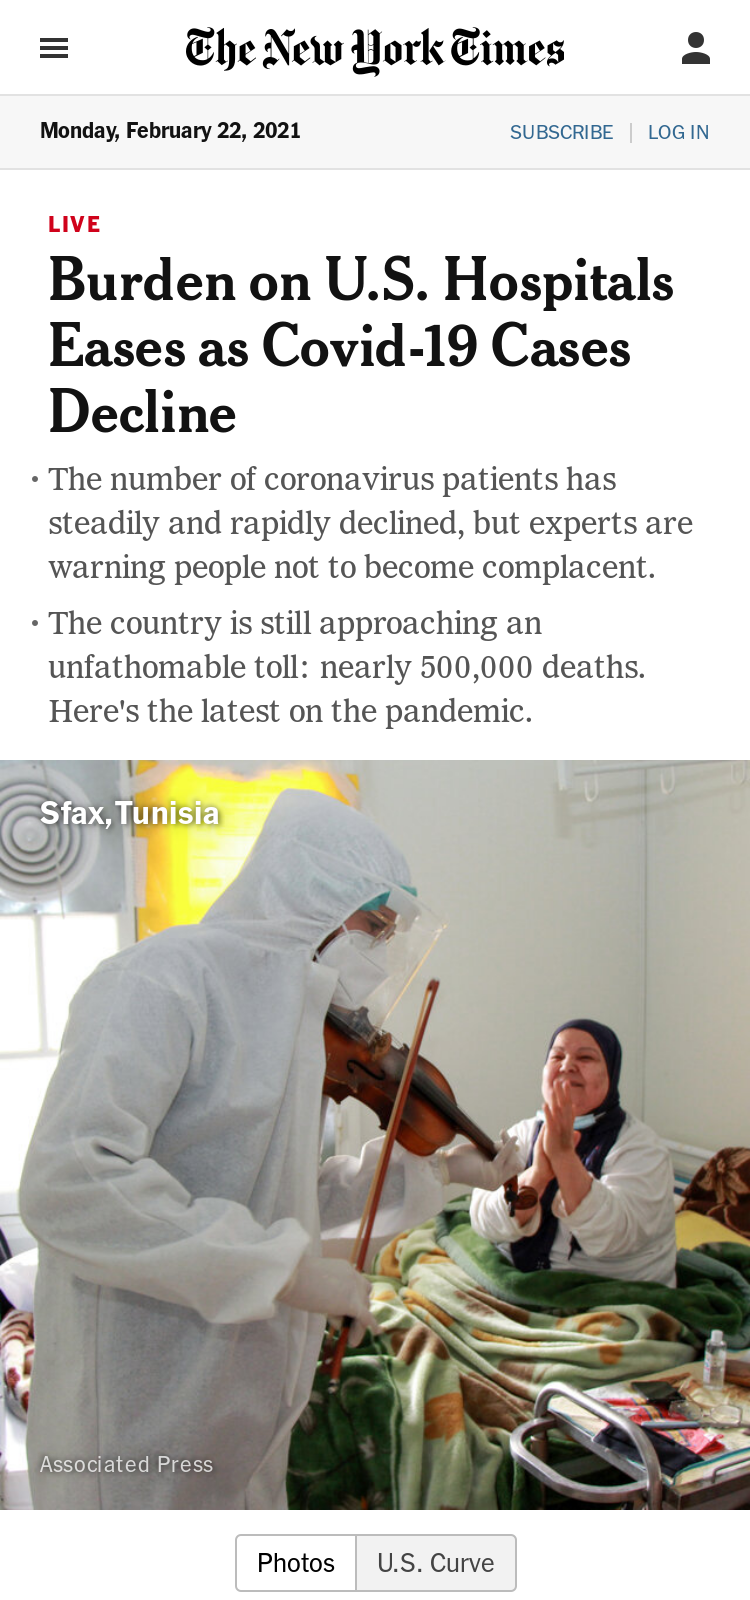 The New York Times
Monday, February 22, 2021
SUBSCRIBE | LOG IN
LIVE
Burden on U.S. Hospitals
Eases as Covid-19 Cases
Decline
• The number of coronavirus patients has
steadily and rapidly declined, but experts are
warning people not to become complacent.
• The country is still approaching an
unfathomable toll: nearly 500,000 deaths.
Here's the latest on the pandemic.
Sfax, Tunisia
Associated Press
Photos
U.S. Curve